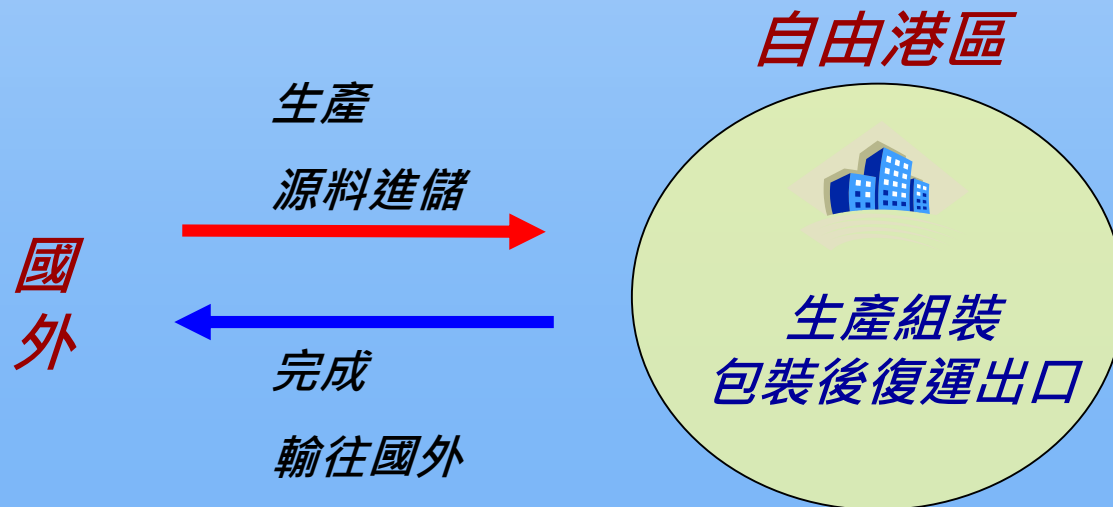 自由港區
生產
源料進儲
國
外
完成
輸往國外
生產組裝
包裝後復運出口